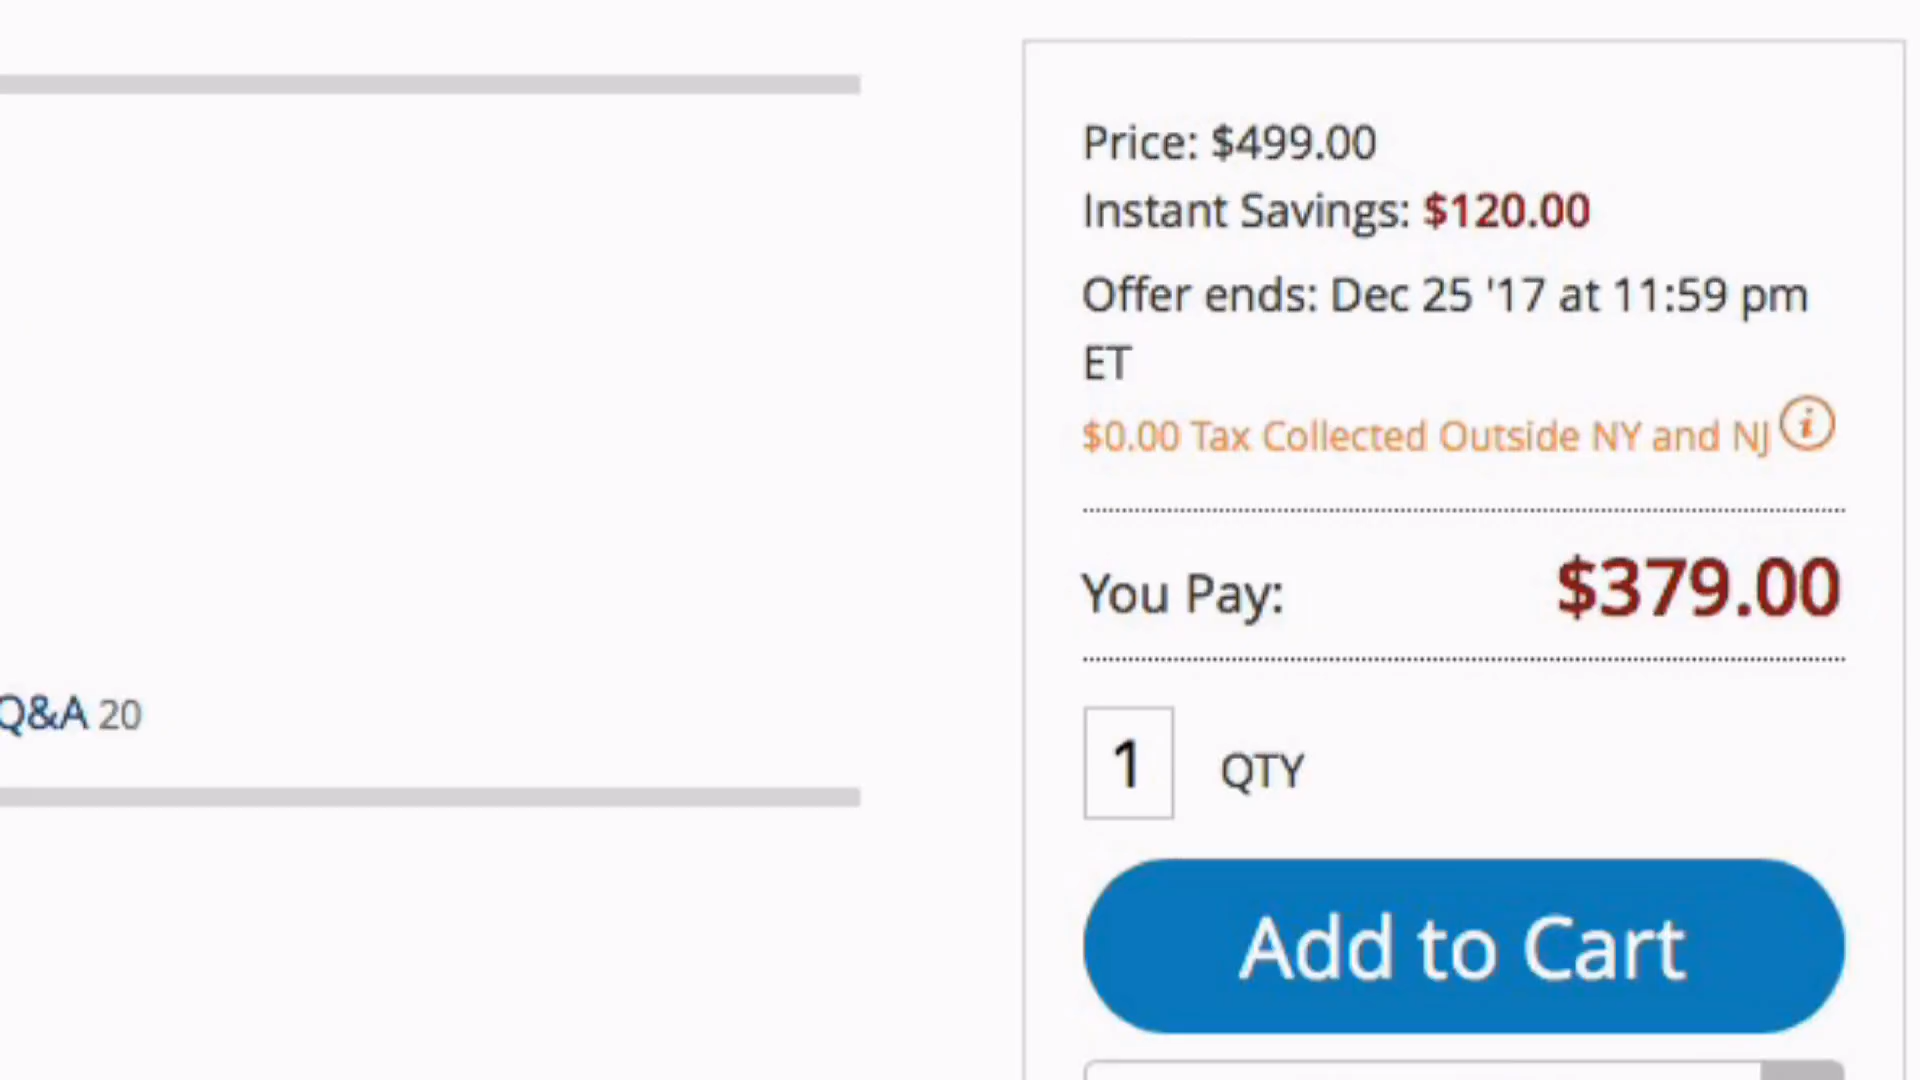 Price: $499.00
Instant Savings: $120.00
Offer ends: Dec 25 '17 at 11:59 pm
ET
$0.00 Tax Collected Outside NY and NJ i
You Pay: $379.00
Q&A 20
1 QTY
Add to Cart